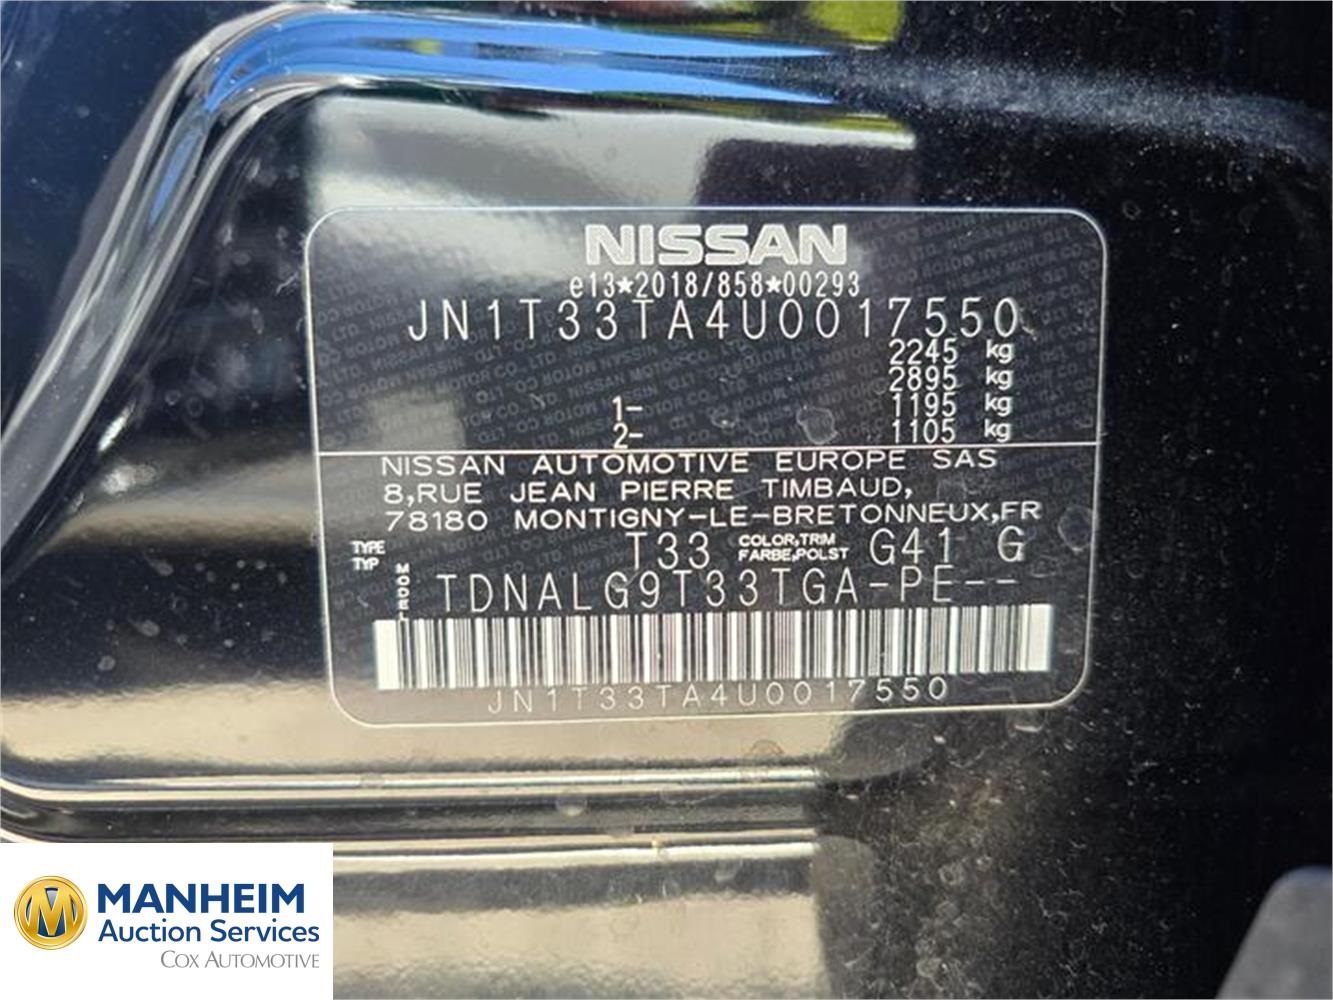 NISSAN
e13*2018/858*00293
JN1T33TA4U0017550
2245 kg
2895 kg
1- 1195 kg
2- 1105 kg
NISSAN AUTOMOTIVE EUROPE SAS
8,RUE JEAN PIERRE TIMBAUD,
78180 MONTIGNY-LE-BRETONNEUX,FR
TYPE TYP T33 COLOR,TRIM FARBE,POLST G41 G
MODEL TDNALG9T33TGA-PE--
JN1T33TA4U0017550
MANHEIM
Auction Services
COX AUTOMOTIVE